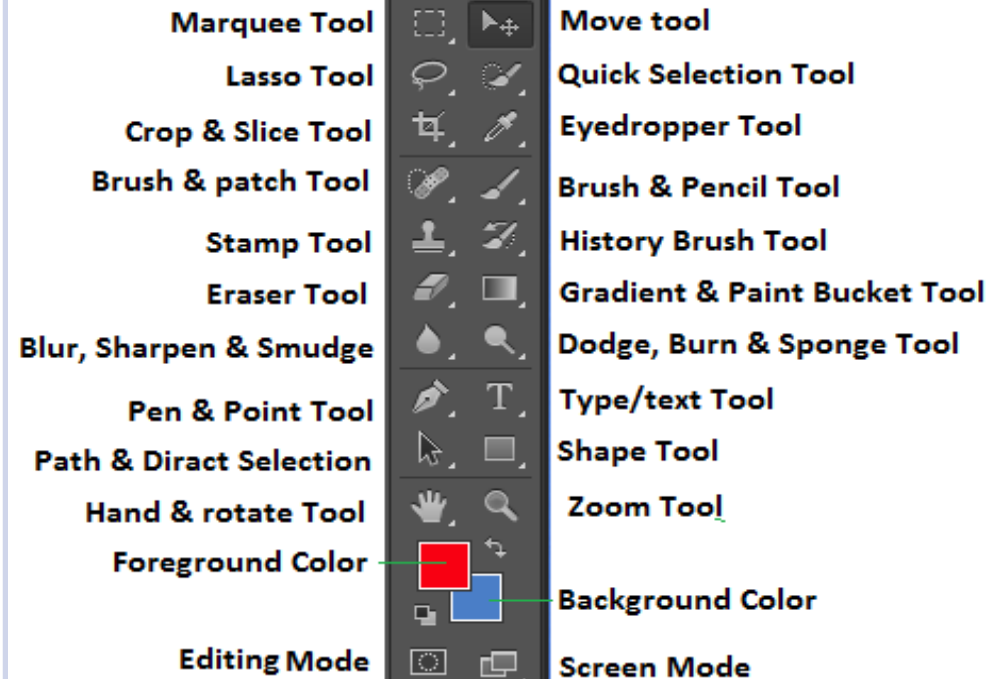 Marquee Tool
Move tool
Lasso Tool
Quick Selection Tool
Crop & Slice Tool
Eyedropper Tool
Brush & patch Tool
Brush & Pencil Tool
Stamp Tool
History Brush Tool
Eraser Tool
Gradient & Paint Bucket Tool
Blur, Sharpen & Smudge
Dodge, Burn & Sponge Tool
Pen & Point Tool
T
Type/text Tool
Path & Diract Selection
Shape Tool
Hand & rotate Tool
Zoom Tool
Foreground Color
Background Color
Editing Mode
Screen Mode